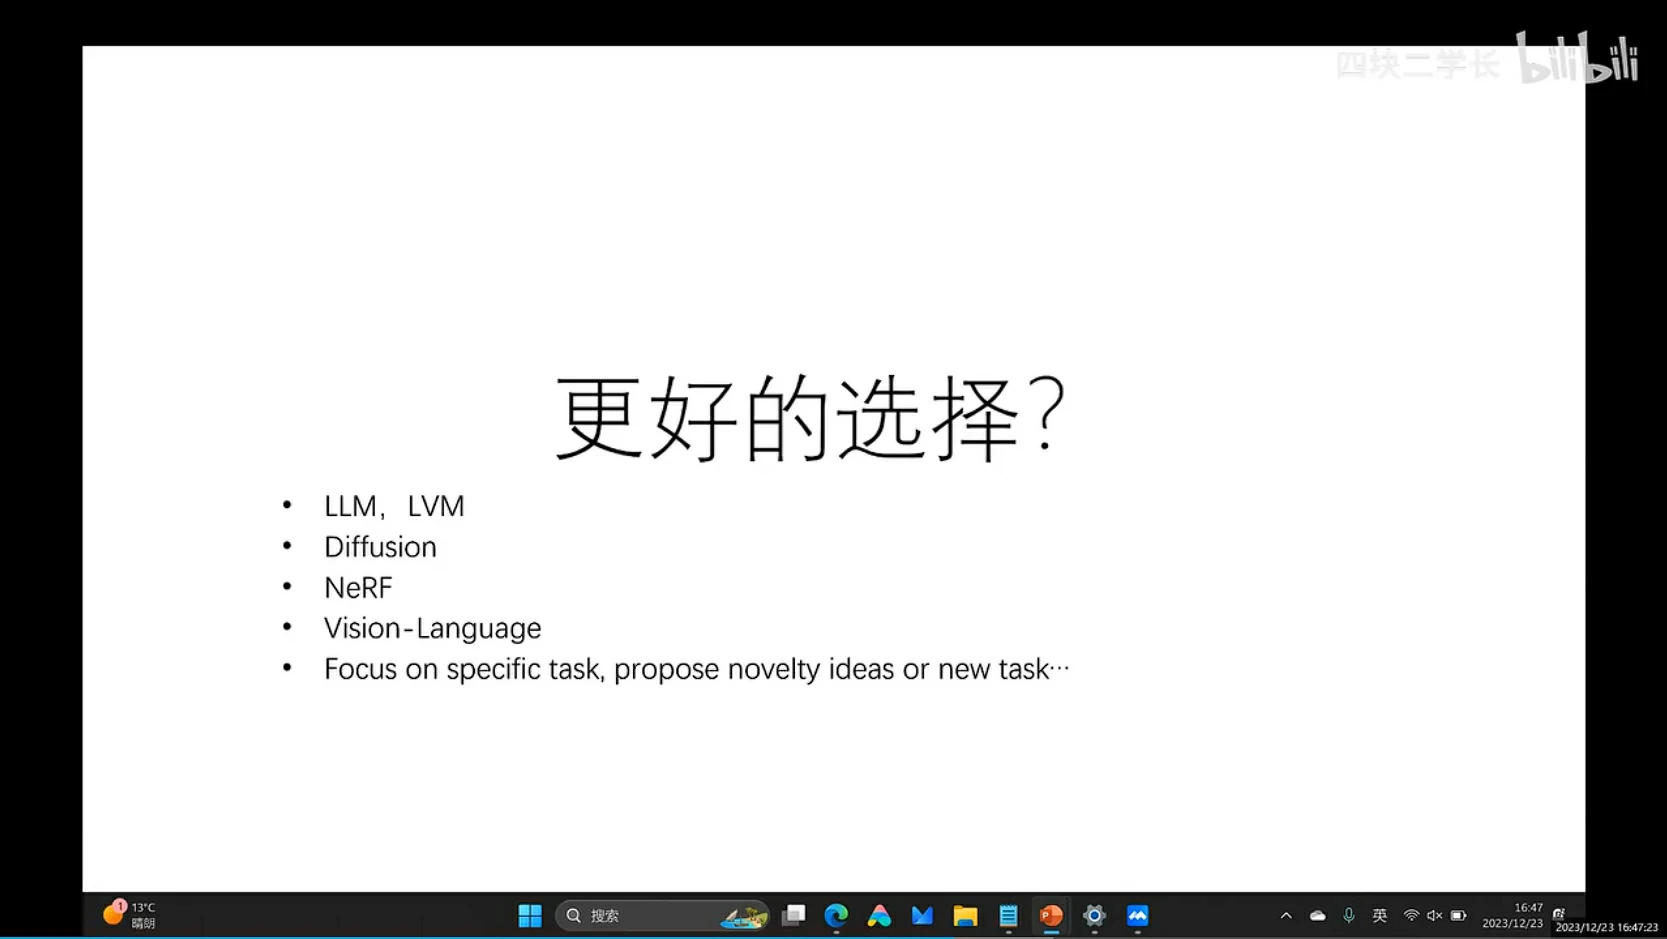 四块二学长 bilibili
更好的选择?
• LLM， LVM
• Diffusion
• NeRF
• Vision-Language
• Focus on specific task, propose novelty ideas or new task…
1
13°C
晴朗
搜索
英
16:47
2023/12/23
2023/12/23 16:47:23